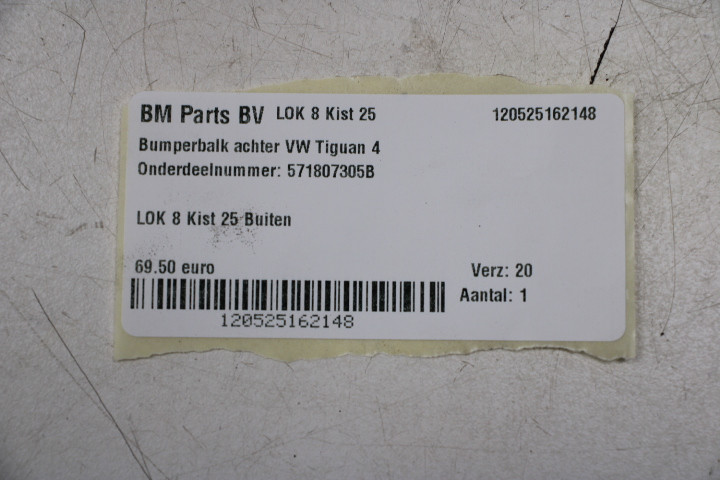 BM Parts BV LOK 8 Kist 25 120525162148
Bumperbalk achter VW Tiguan 4
Onderdeelnummer: 571807305B
LOK 8 Kist 25 Buiten
69.50 euro Verz: 20
Aantal: 1
120525162148